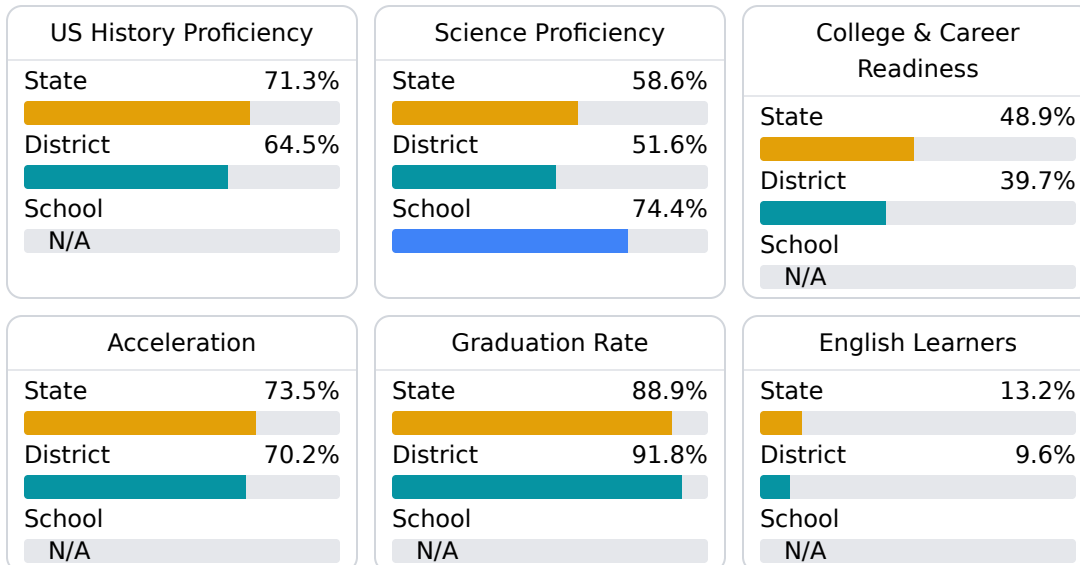 US History Proficiency
State 71.3%
District 64.5%
School
N/A
Science Proficiency
State 58.6%
District 51.6%
School 74.4%
College & Career
Readiness
State 48.9%
District 39.7%
School
N/A
Acceleration
State 73.5%
District 70.2%
School
N/A
Graduation Rate
State 88.9%
District 91.8%
School
N/A
English Learners
State 13.2%
District 9.6%
School
N/A